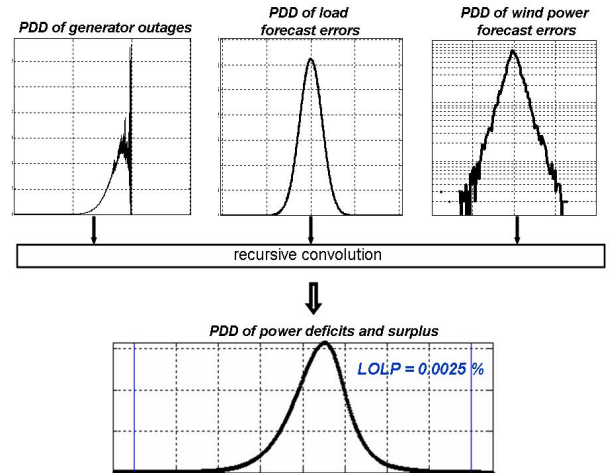 PDD of generator outages
PDD of load
forecast errors
PDD of wind power
forecast errors
recursive convolution
PDD of power deficits and surplus
LOLP = 0.0025 %